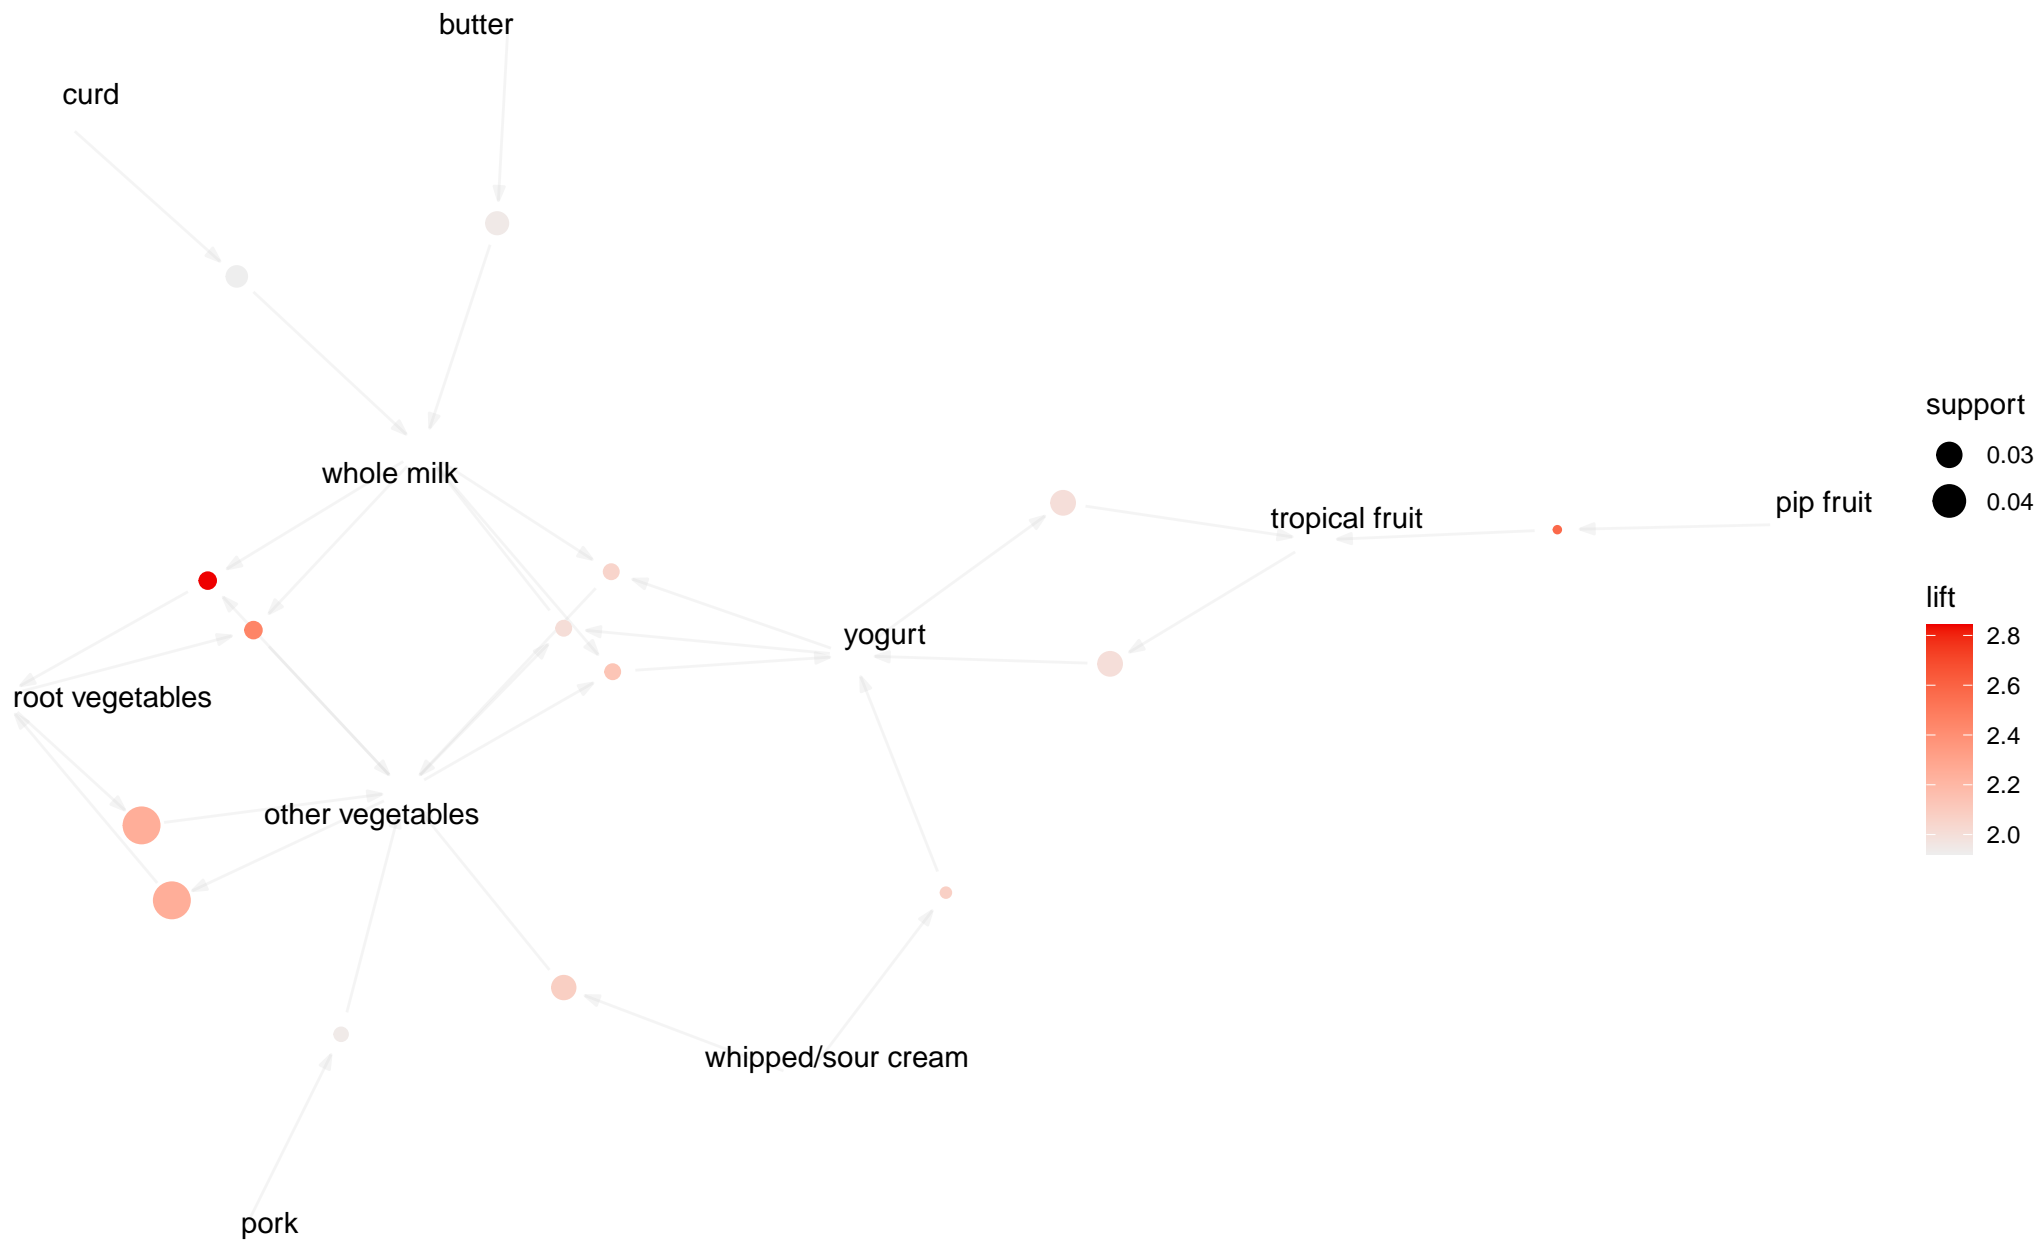 butter
curd
support
0.03
whole milk
pip fruit
0.04
tropical fruit
lift
yogurt
2.8
2.6
root vegetables
2.4
2.2
other vegetables
2.0
whipped/sour cream
pork